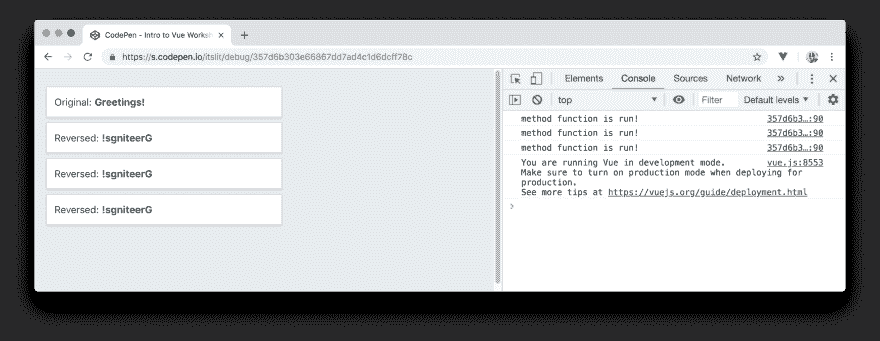 CodePen - Intro to Vue Worksh
https://s.codepen.io/itslit/debug/357d6b303e66867dd7ad4c1d6dcff78c
Original: Greetings!
Reversed: !sgniteerG
Reversed: !sgniteerG
Reversed: !sgniteerG
Elements Console Sources Network »
top Filter Default levels
method function is run! 357d6b3…:90
method function is run! 357d6b3…:90
method function is run! 357d6b3…:90
You are running Vue in development mode. vue.js:8553
Make sure to turn on production mode when deploying for
production.
See more tips at https://vuejs.org/guide/deployment.html